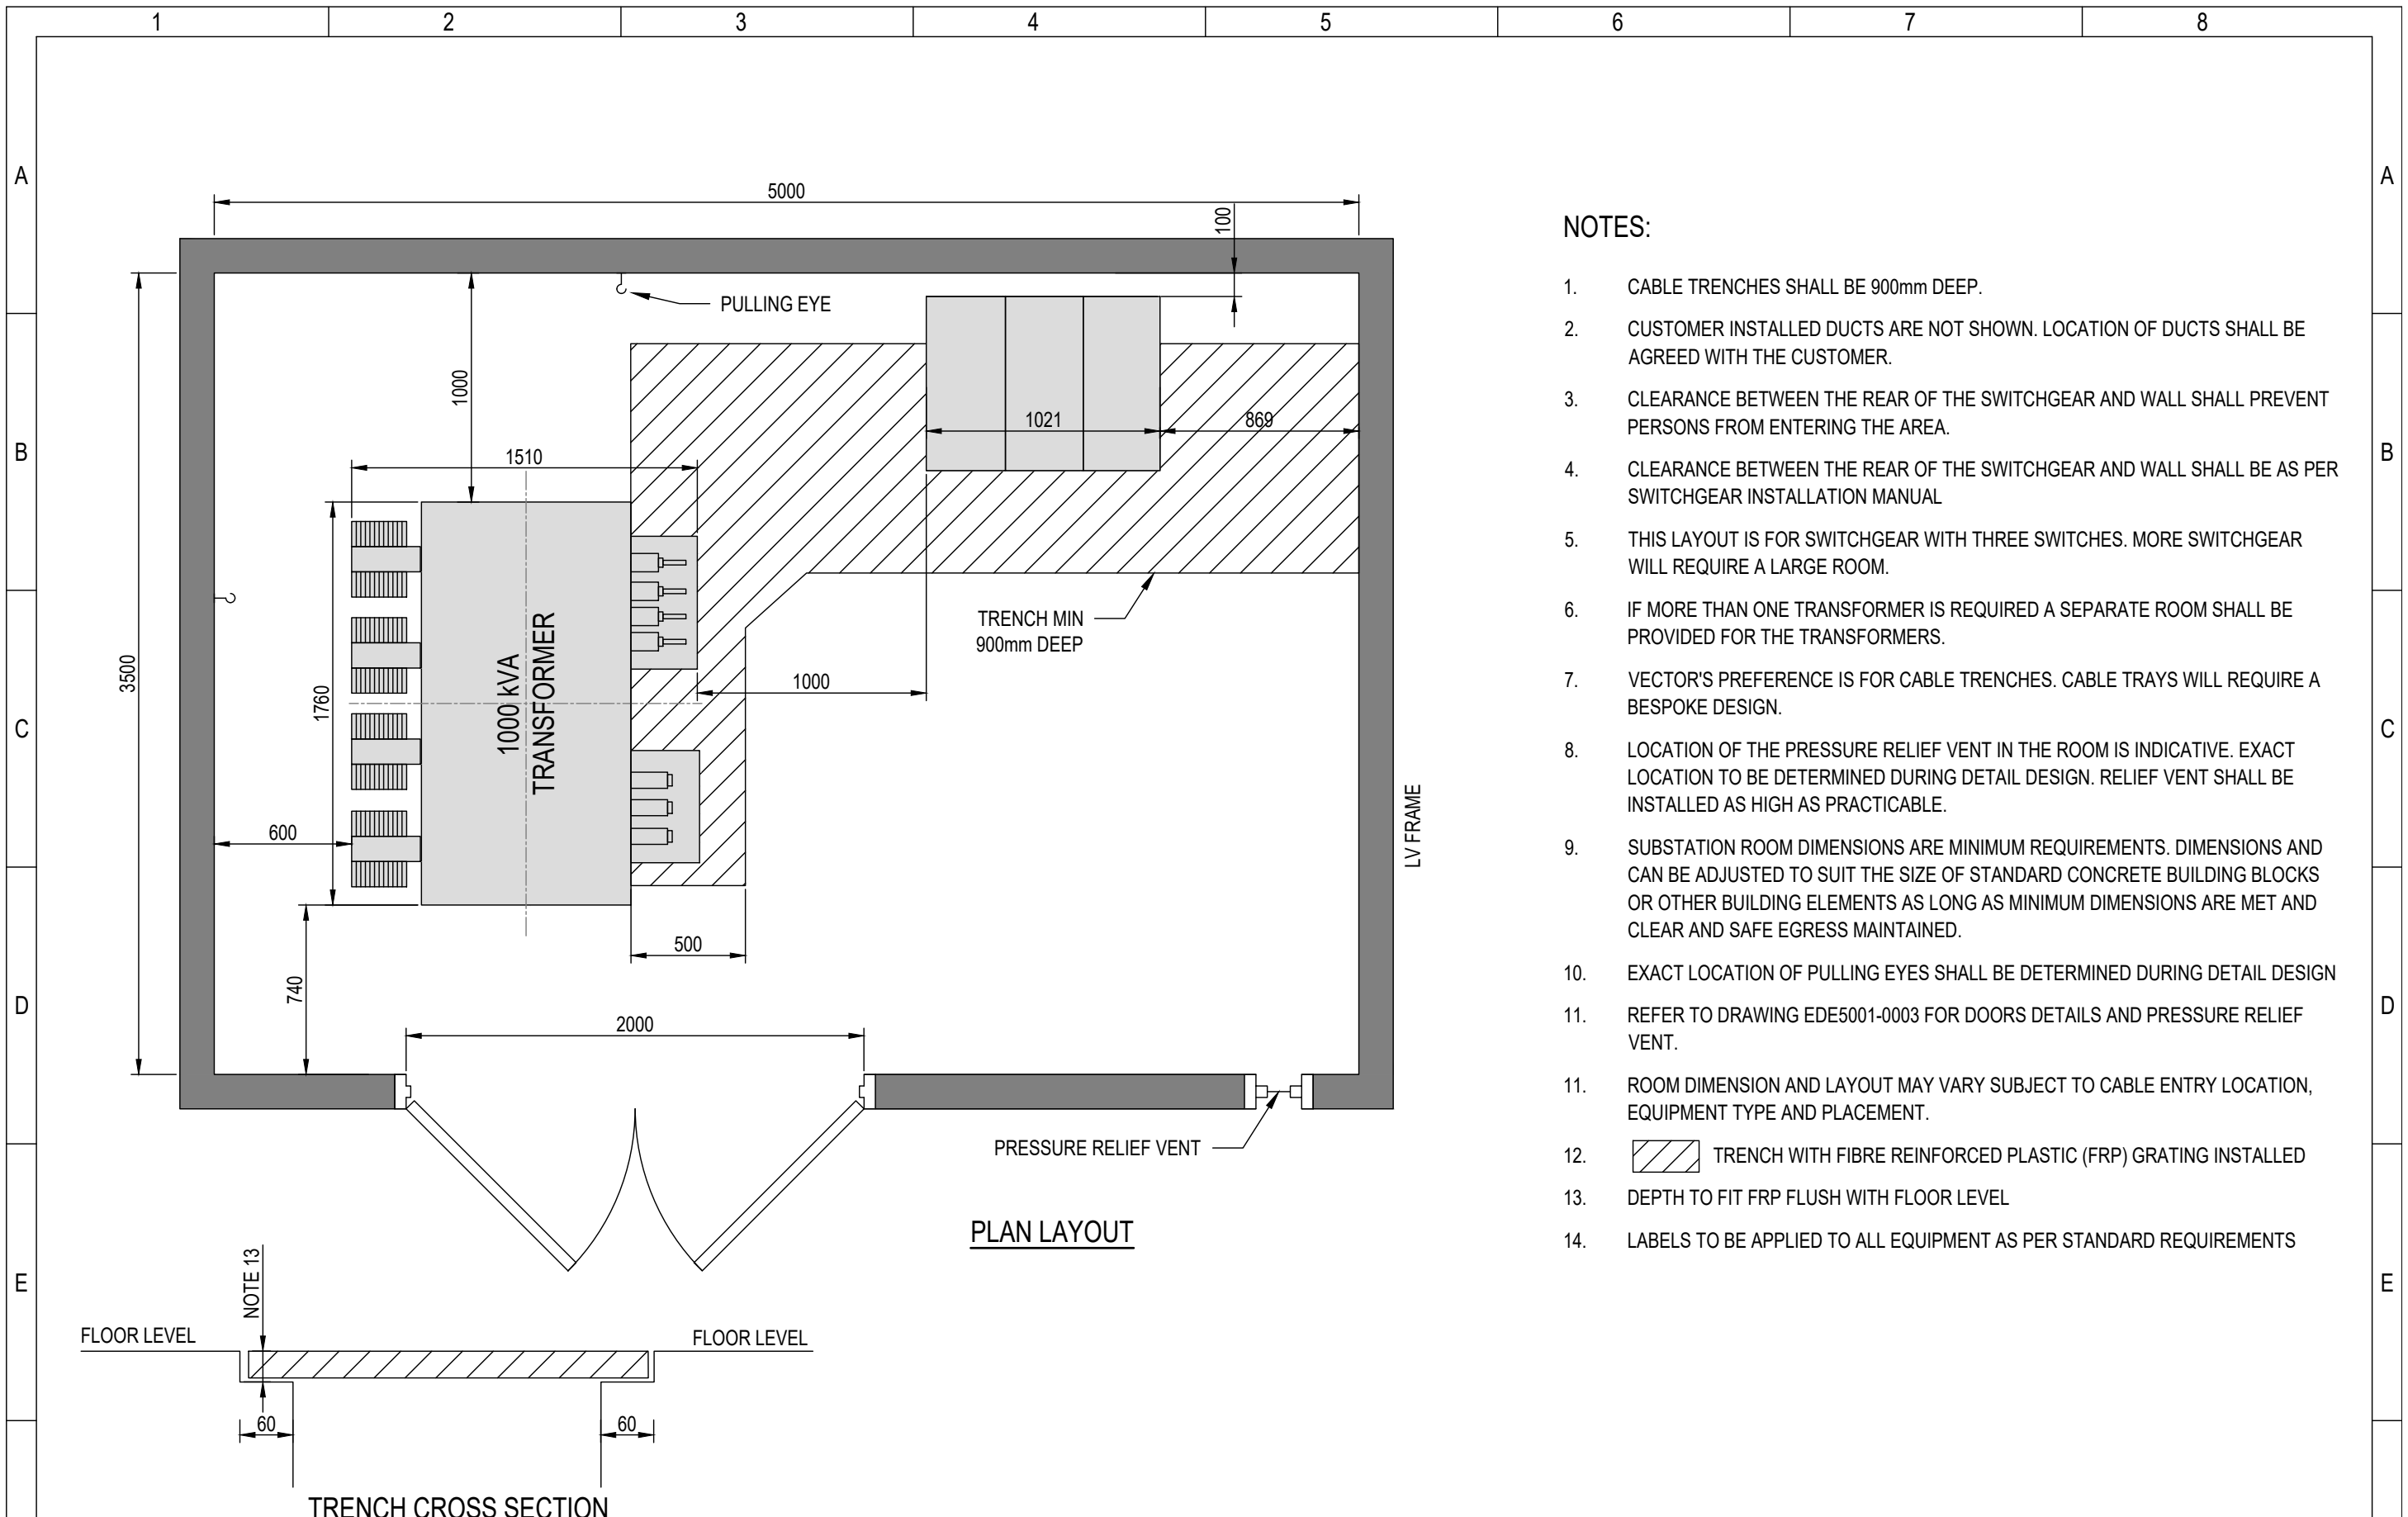 1 2 3 4 5 6 7 8
A A
5000
100
PULLING EYE
1000
B B
1021 869
1510
TRENCH MIN
900mm DEEP
3500
1760
1000 kVA
TRANSFORMER
1000
C C
LV FRAME
600
500
740
D D
2000
PRESSURE RELIEF VENT
PLAN LAYOUT
NOTE 13
E E
FLOOR LEVEL FLOOR LEVEL
60 60
TRENCH CROSS SECTION
NOTES:
1. CABLE TRENCHES SHALL BE 900mm DEEP.
2. CUSTOMER INSTALLED DUCTS ARE NOT SHOWN. LOCATION OF DUCTS SHALL BE
AGREED WITH THE CUSTOMER.
3. CLEARANCE BETWEEN THE REAR OF THE SWITCHGEAR AND WALL SHALL PREVENT
PERSONS FROM ENTERING THE AREA.
4. CLEARANCE BETWEEN THE REAR OF THE SWITCHGEAR AND WALL SHALL BE AS PER
SWITCHGEAR INSTALLATION MANUAL
5. THIS LAYOUT IS FOR SWITCHGEAR WITH THREE SWITCHES. MORE SWITCHGEAR
WILL REQUIRE A LARGE ROOM.
6. IF MORE THAN ONE TRANSFORMER IS REQUIRED A SEPARATE ROOM SHALL BE
PROVIDED FOR THE TRANSFORMERS.
7. VECTOR'S PREFERENCE IS FOR CABLE TRENCHES. CABLE TRAYS WILL REQUIRE A
BESPOKE DESIGN.
8. LOCATION OF THE PRESSURE RELIEF VENT IN THE ROOM IS INDICATIVE. EXACT
LOCATION TO BE DETERMINED DURING DETAIL DESIGN. RELIEF VENT SHALL BE
INSTALLED AS HIGH AS PRACTICABLE.
9. SUBSTATION ROOM DIMENSIONS ARE MINIMUM REQUIREMENTS. DIMENSIONS AND
CAN BE ADJUSTED TO SUIT THE SIZE OF STANDARD CONCRETE BUILDING BLOCKS
OR OTHER BUILDING ELEMENTS AS LONG AS MINIMUM DIMENSIONS ARE MET AND
CLEAR AND SAFE EGRESS MAINTAINED.
10. EXACT LOCATION OF PULLING EYES SHALL BE DETERMINED DURING DETAIL DESIGN
11. REFER TO DRAWING EDE5001-0003 FOR DOORS DETAILS AND PRESSURE RELIEF
VENT.
11. ROOM DIMENSION AND LAYOUT MAY VARY SUBJECT TO CABLE ENTRY LOCATION,
EQUIPMENT TYPE AND PLACEMENT.
12. TRENCH WITH FIBRE REINFORCED PLASTIC (FRP) GRATING INSTALLED
13. DEPTH TO FIT FRP FLUSH WITH FLOOR LEVEL
14. LABELS TO BE APPLIED TO ALL EQUIPMENT AS PER STANDARD REQUIREMENTS